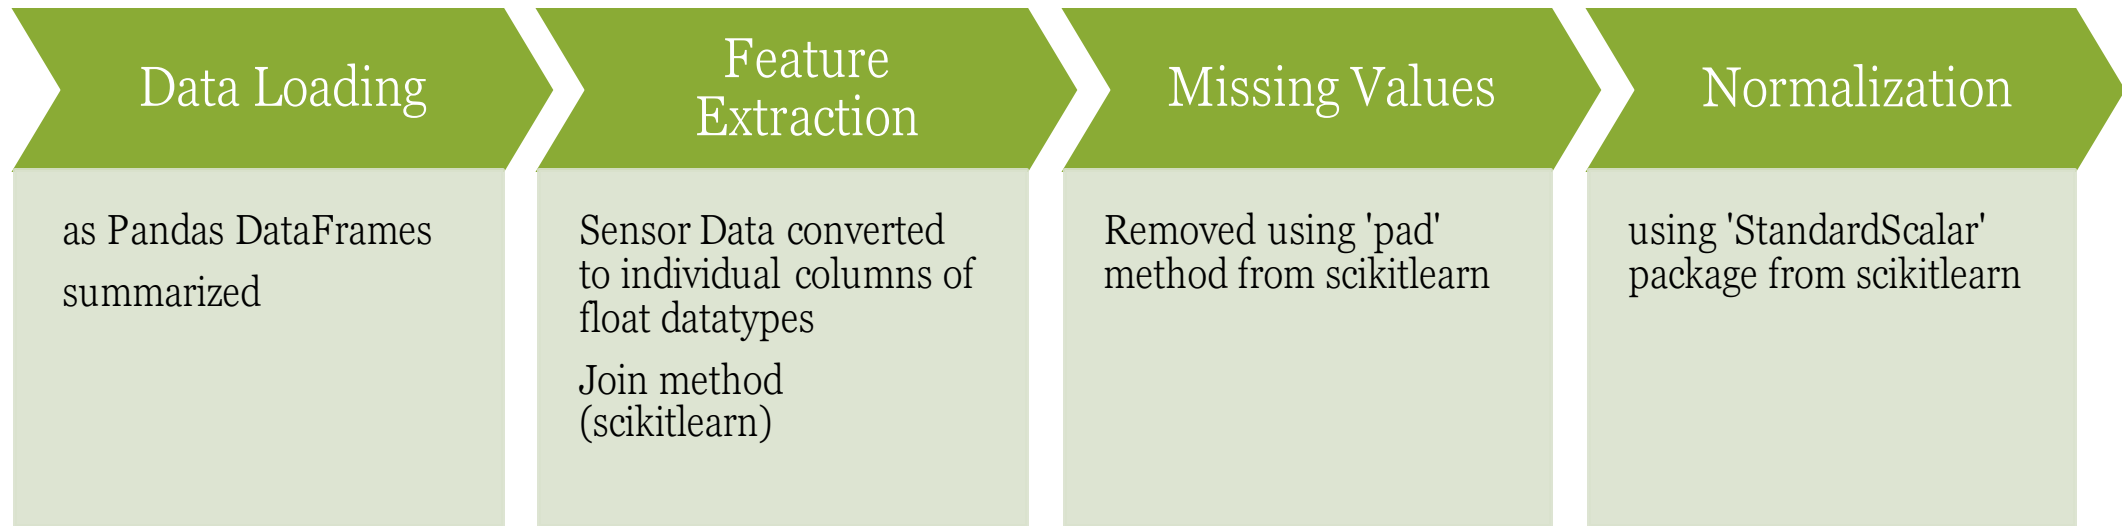 Data Loading
as Pandas DataFrames
summarized
Feature
Extraction
Sensor Data converted
to individual columns of
float datatypes
Join method
(scikitlearn)
Missing Values
Removed using 'pad'
method from scikitlearn
Normalization
using 'StandardScalar'
package from scikitlearn